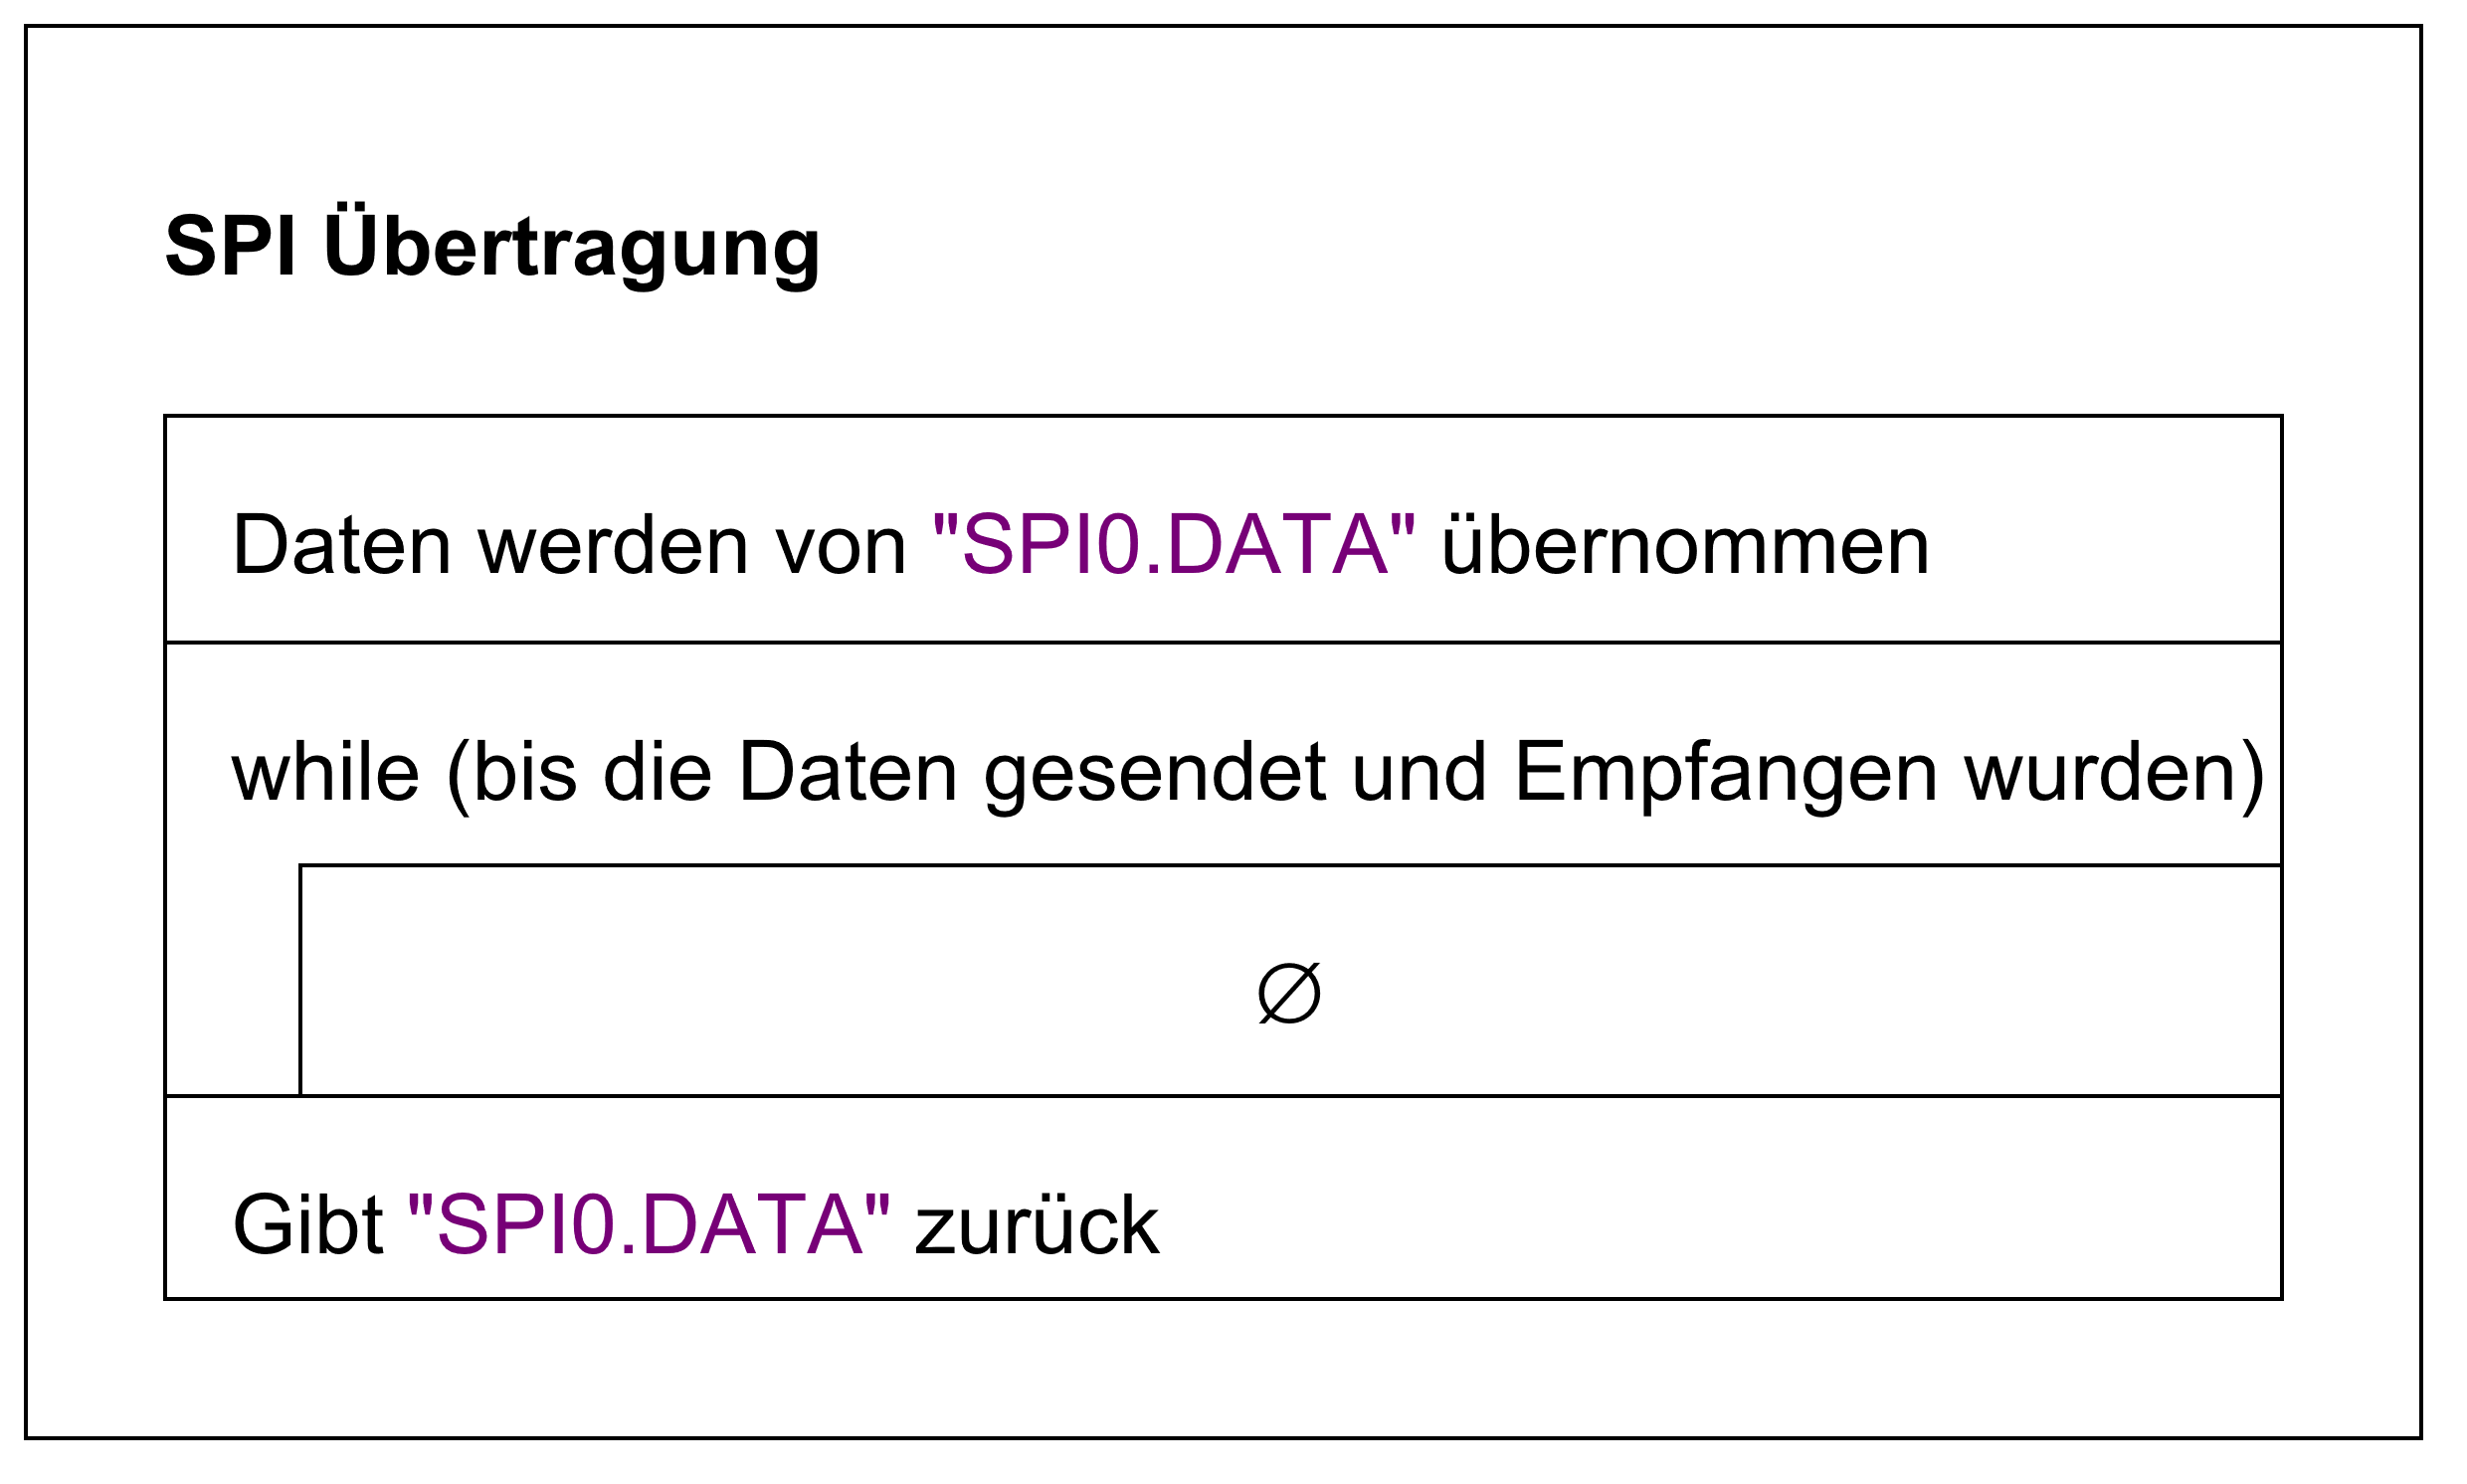 SPI Übertragung
Daten werden von "SPI0.DATA" übernommen
while (bis die Daten gesendet und Empfangen wurden)
∅
Gibt "SPI0.DATA" zurück